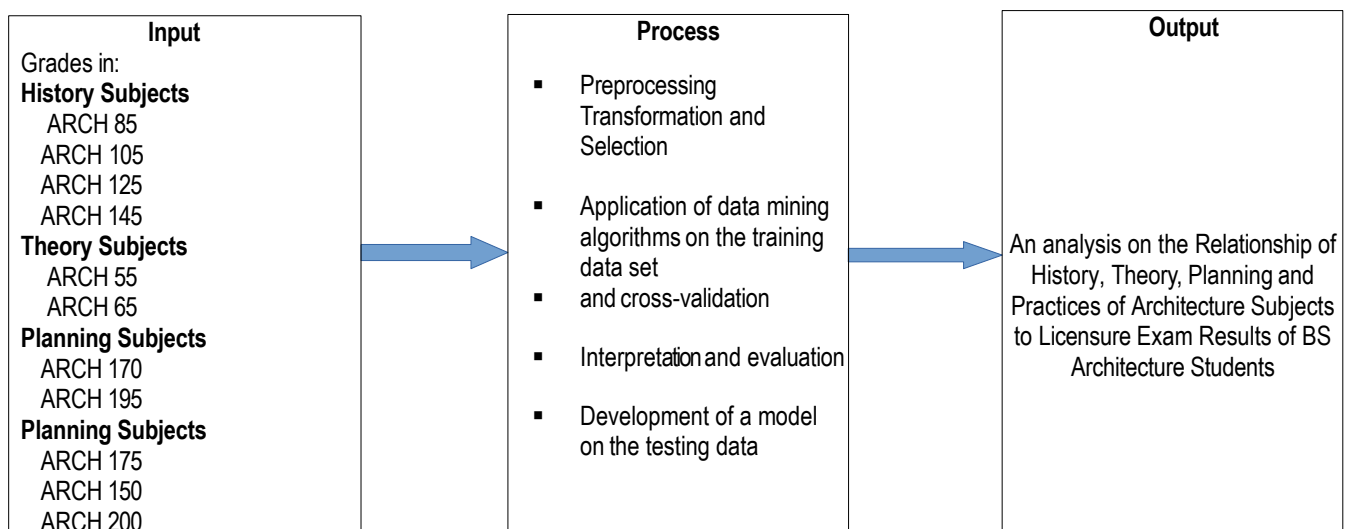 Input
Grades in:
History Subjects
ARCH 85
ARCH 105
ARCH 125
ARCH 145
Theory Subjects
ARCH 55
ARCH 65
Planning Subjects
ARCH 170
ARCH 195
Planning Subjects
ARCH 175
ARCH 150
ARCH 200
Process
▪ Preprocessing
Transformation and
Selection
▪ Application of data mining
algorithms on the training
data set
▪ and cross-validation
▪ Interpretation and evaluation
▪ Development of a model
on the testing data
Output
An analysis on the Relationship of
History, Theory, Planning and
Practices of Architecture Subjects
to Licensure Exam Results of BS
Architecture Students